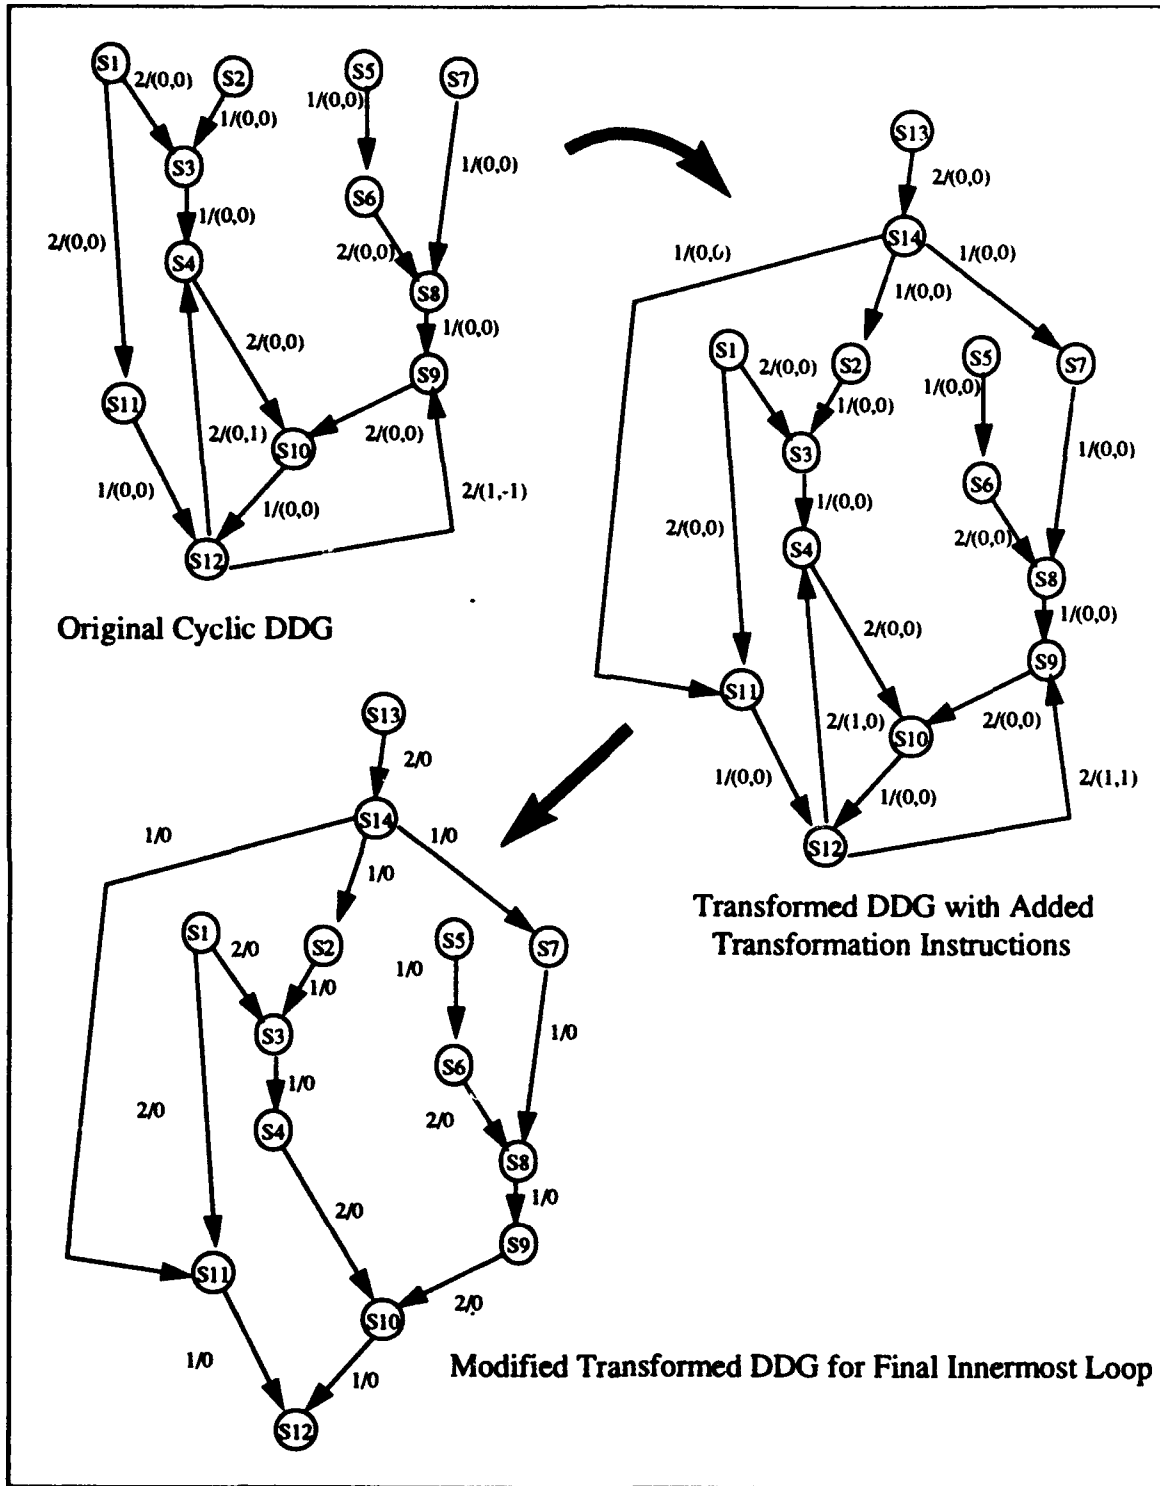 S1
2/(0,0)
S2
1/(0,0)
S5
1/(0,0)
S7
S3
1/(0,0)
1/(0,0)
S6
2/(0,0)
S4
2/(0,0)
S8
2/(0,0)
1/(0,0)
S9
S11
2/(0,1)
S10
2/(0,0)
1/(0,0)
1/(0,0)
2/(1,-1)
S12
Original Cyclic DDG
S13
2/(0,0)
S14
1/(0,0)
1/(0,0)
1/(0,0)
S1
2/(0,0)
S2
S5
1/(0,0)
S7
1/(0,0)
S3
1/(0,0)
S6
1/(0,0)
2/(0,0)
S4
2/(0,0)
S8
2/(0,0)
1/(0,0)
S9
S11
2/(1,0)
S10
2/(0,0)
1/(0,0)
1/(0,0)
2/(1,1)
S12
Transformed DDG with Added
Transformation Instructions
S13
2/0
S14
1/0
1/0
1/0
S1
2/0
S2
S5
1/0
S7
1/0
S3
1/0
S6
1/0
2/0
S4
2/0
S8
2/0
1/0
S9
S11
S10
2/0
1/0
1/0
S12
Modified Transformed DDG for Final Innermost Loop